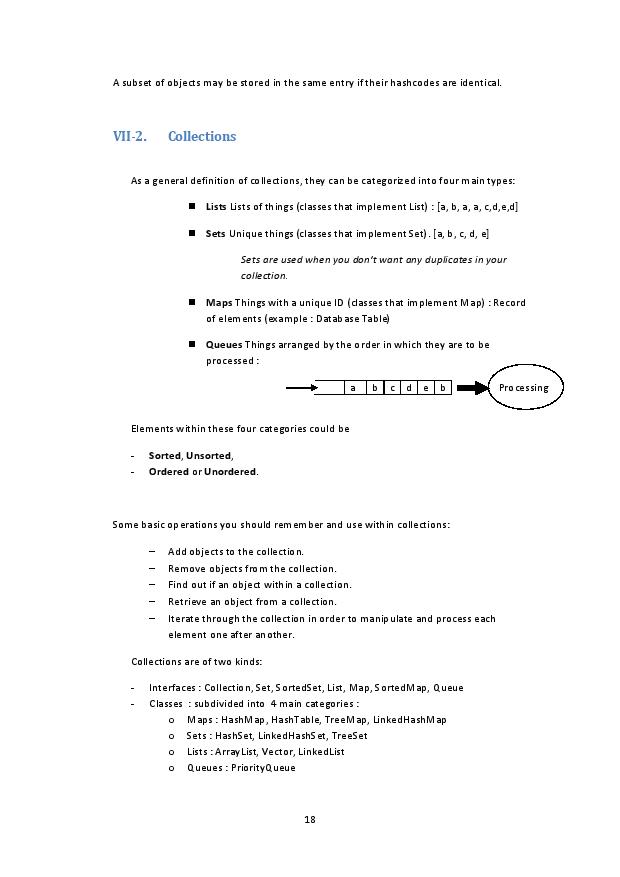 A subset of objects may be stored in the same entry if their hashcodes are identical.
VII-2. Collections
As a general definition of collections, they can be categorized into four main types:
■ Lists Lists of things (classes that implement List) : [a, b, a, a, c,d,e,d]
■ Sets Unique things (classes that implement Set). [a, b, c, d, e]
Sets are used when you don't want any duplicates in your
collection.
■ Maps Things with a unique ID (classes that implement Map) : Record
of elements (example : Database Table)
■ Queues Things arranged by the order in which they are to be
processed :
a b c d e b Processing
Elements within these four categories could be
- Sorted, Unsorted,
- Ordered or Unordered.
Some basic operations you should remember and use within collections:
– Add objects to the collection.
– Remove objects from the collection.
– Find out if an object within a collection.
– Retrieve an object from a collection.
– Iterate through the collection in order to manipulate and process each
element one after another.
Collections are of two kinds:
- Interfaces : Collection, Set, SortedSet, List, Map, SortedMap, Queue
- Classes : subdivided into 4 main categories :
o Maps : HashMap, HashTable, TreeMap, LinkedHashMap
o Sets : HashSet, LinkedHashSet, TreeSet
o Lists : ArrayList, Vector, LinkedList
o Queues : PriorityQueue
18